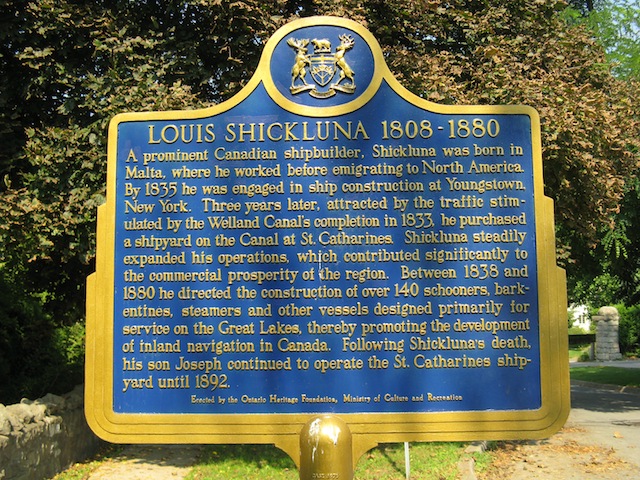 LOUIS SHICKLUNA 1808-1880
A prominent Canadian shipbuilder, Shickluna was born in
Malta, where he worked before emigrating to North America.
By 1835 he was engaged in ship construction at Youngstown,
New York. Three years later, attracted by the traffic stim-
ulated by the Welland Canal's completion in 1833, he purchased
a shipyard on the Canal at St. Catharines. Shickluna steadily
expanded his operations, which contributed significantly to
the commercial prosperity of the region. Between 1838 and
1880 he directed the construction of over 140 schooners, bark-
entines, steamers and other vessels designed primarily for
service on the Great Lakes, thereby promoting the development
of inland navigation in Canada. Following Shickluna's death,
his son Joseph continued to operate the St. Catharines ship-
yard until 1892.
Erected by the Ontario Heritage Foundation, Ministry of Culture and Recreation